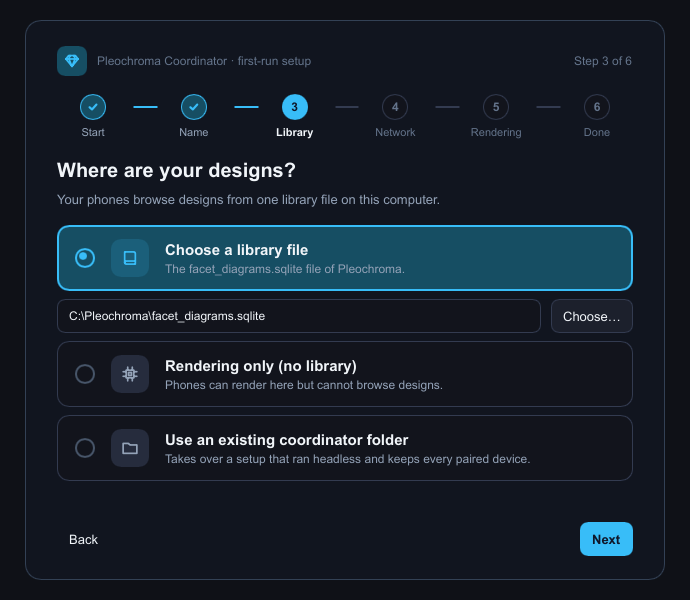 Pleochroma Coordinator · first-run setup
Step 3 of 6
3
4
5
6
Start
Name
Library
Network
Rendering
Done
Where are your designs?
Your phones browse designs from one library file on this computer.
Choose a library file
The facet_diagrams.sqlite file of Pleochroma.
C:\Pleochroma\facet_diagrams.sqlite
Choose…
Rendering only (no library)
Phones can render here but cannot browse designs.
Use an existing coordinator folder
Takes over a setup that ran headless and keeps every paired device.
Back
Next